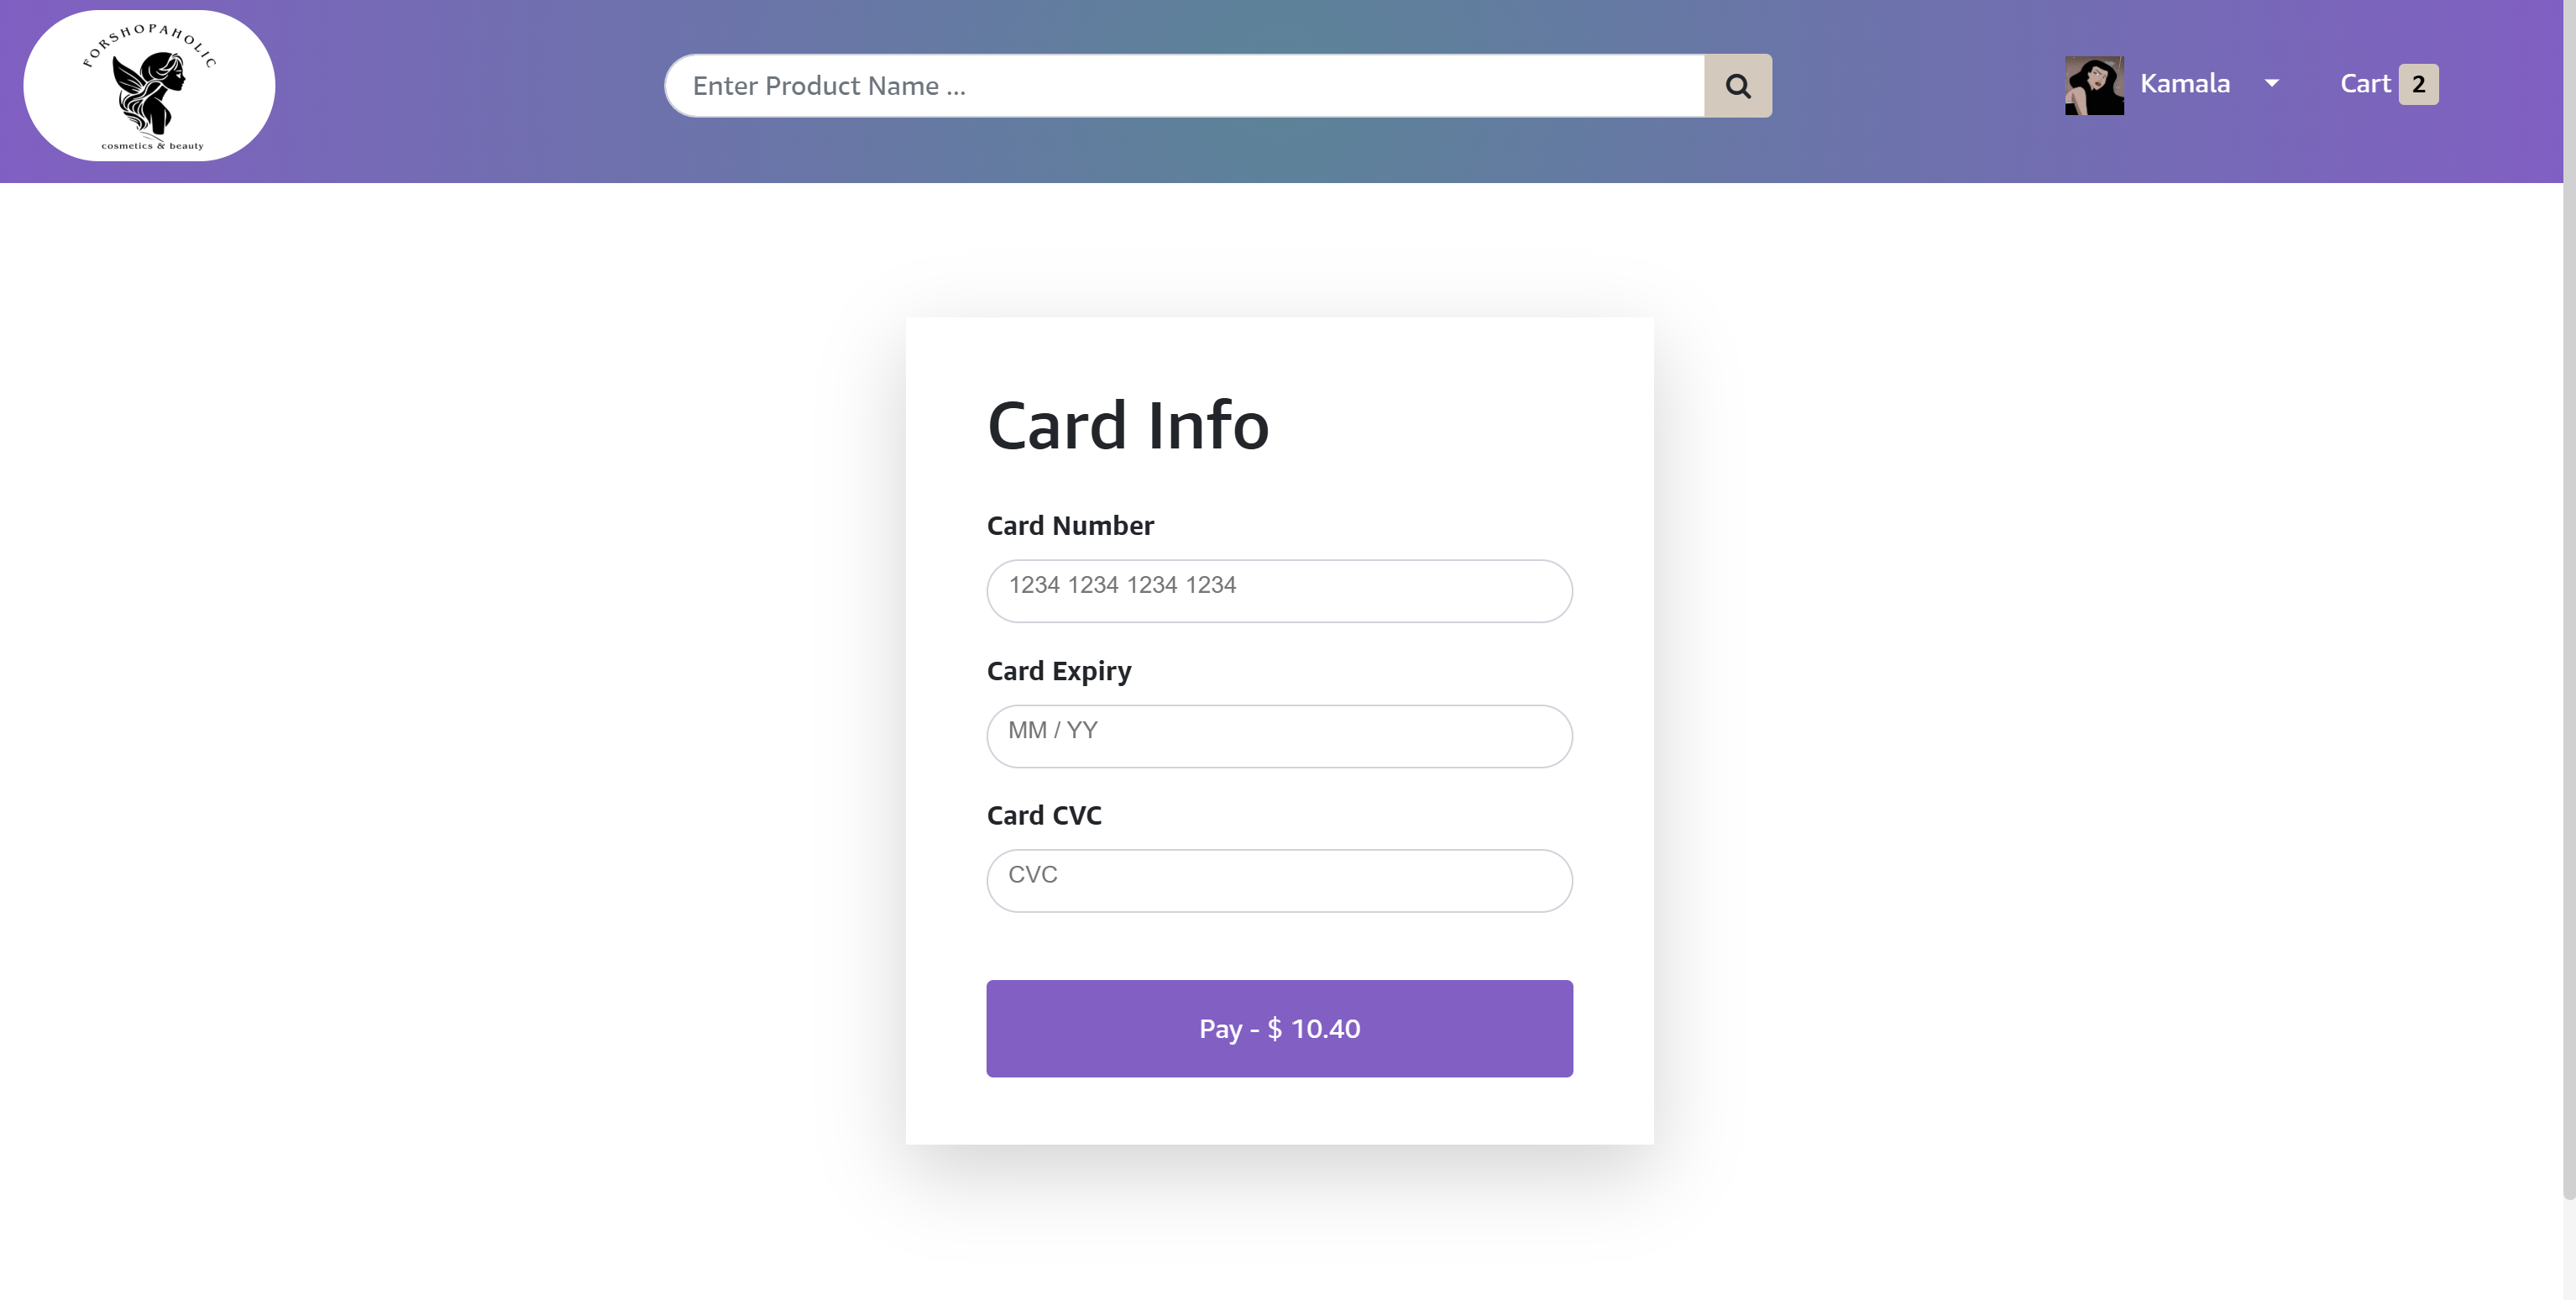 FORSHOPAHOLIC
cosmetics & beauty
Enter Product Name ...
Kamala
Cart 2
Card Info
Card Number
1234 1234 1234 1234
Card Expiry
MM / YY
Card CVC
CVC
Pay - $ 10.40